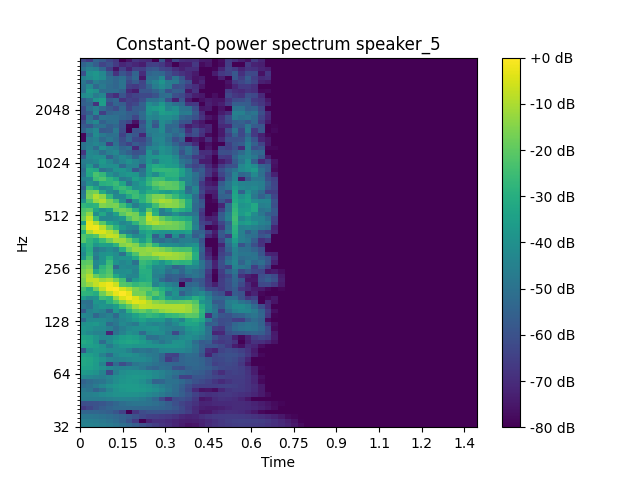 Constant-Q power spectrum speaker_5
+0 dB
-10 dB
-20 dB
-30 dB
-40 dB
-50 dB
-60 dB
-70 dB
-80 dB
2048
1024
512
256
128
64
32
Hz
0 0.15 0.3 0.45 0.6 0.75 0.9 1.1 1.2 1.4
Time